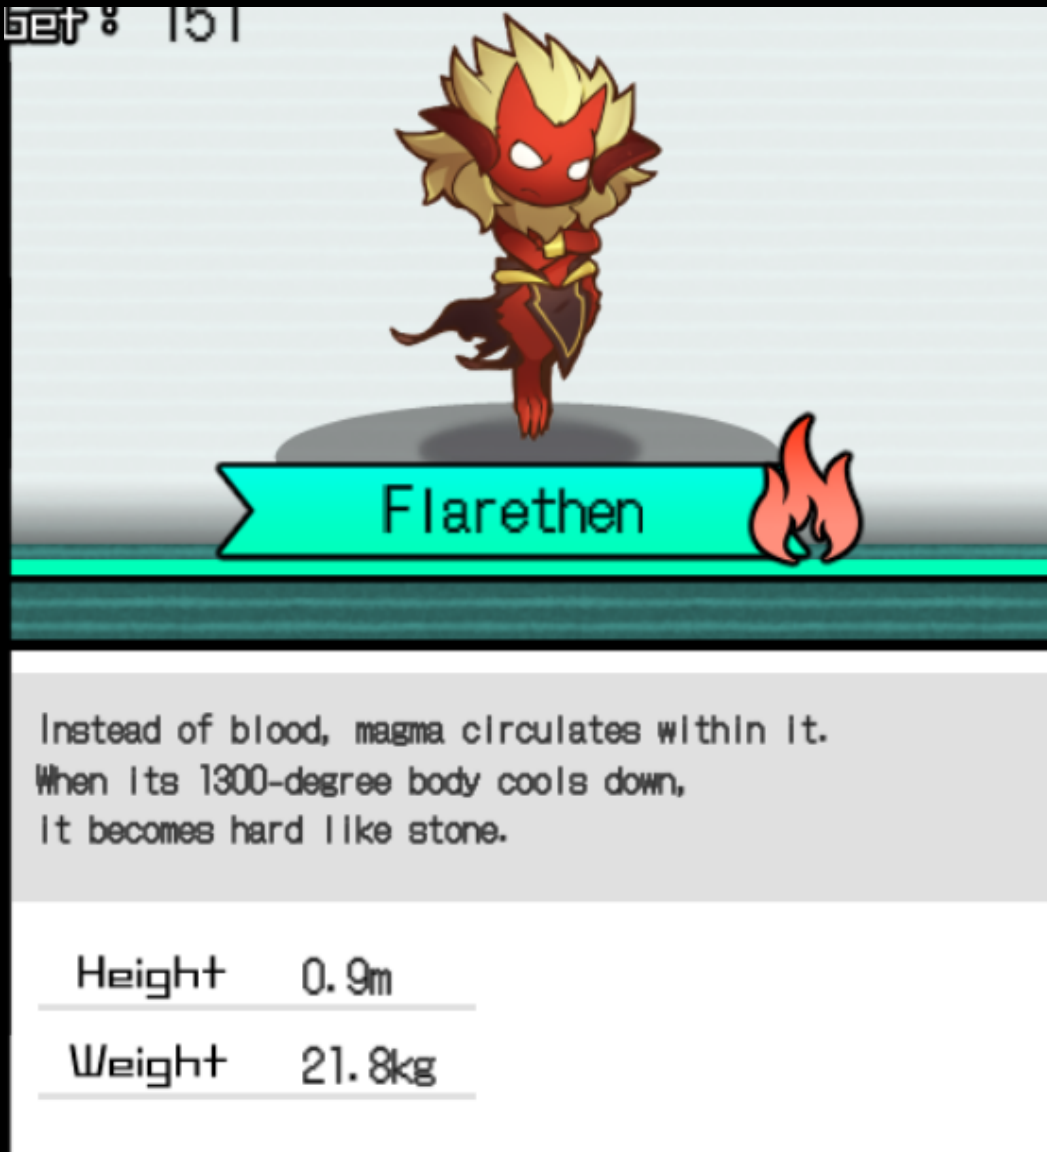 Get: 151
Flarethen
Instead of blood, magma circulates within it.
When its 1300-degree body cools down,
it becomes hard like stone.
Height 0.9m
Weight 21.8kg